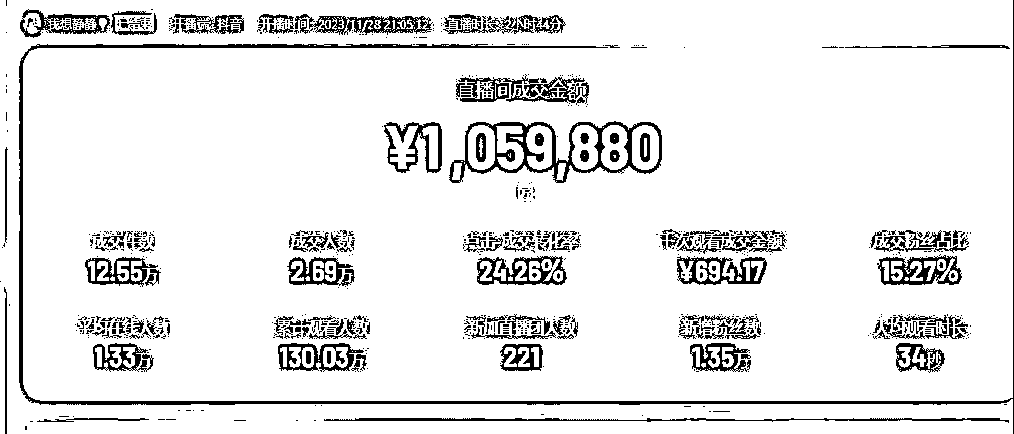 已结束 开播账号:抖音 开播时间:2023/11/28 21:05:12 直播时长:2小时44分
直播间成交金额
¥1,059,880
成交件数 成交人数 点击-成交转化率 千次观看成交金额 成交粉丝占比
12.55万 2.69万 24.26% ¥694.17 15.27%
平均在线人数 累计观看人数 新加直播团人数 新增粉丝数 人均观看时长
1.33万 130.03万 221 1.35万 34秒